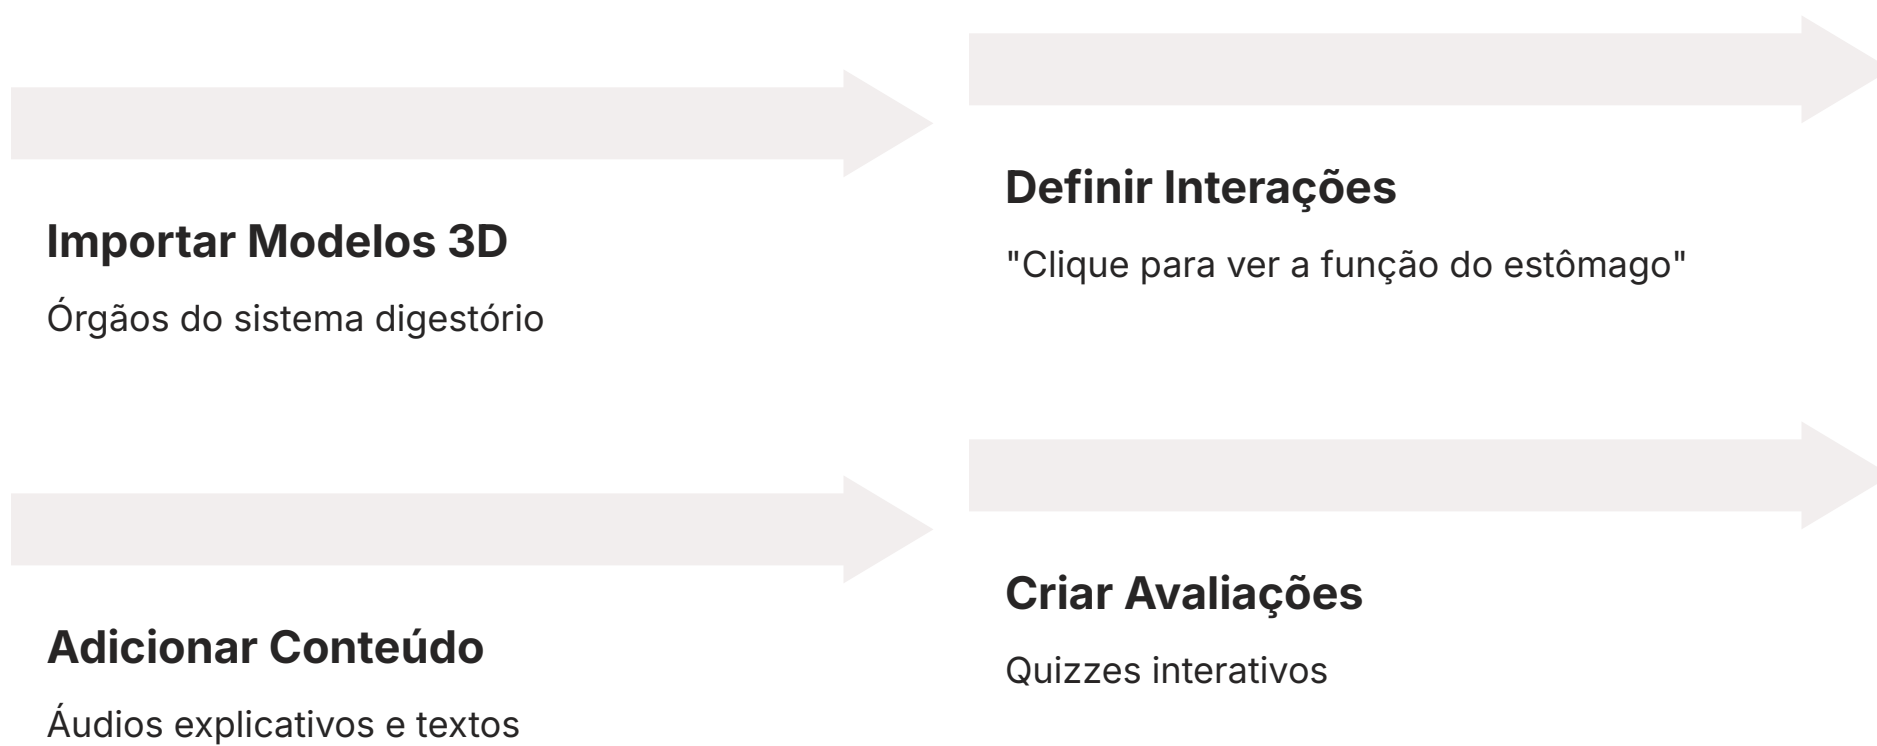 Importar Modelos 3D
Órgãos do sistema digestório
Definir Interações
"Clique para ver a função do estômago"
Adicionar Conteúdo
Áudios explicativos e textos
Criar Avaliações
Quizzes interativos